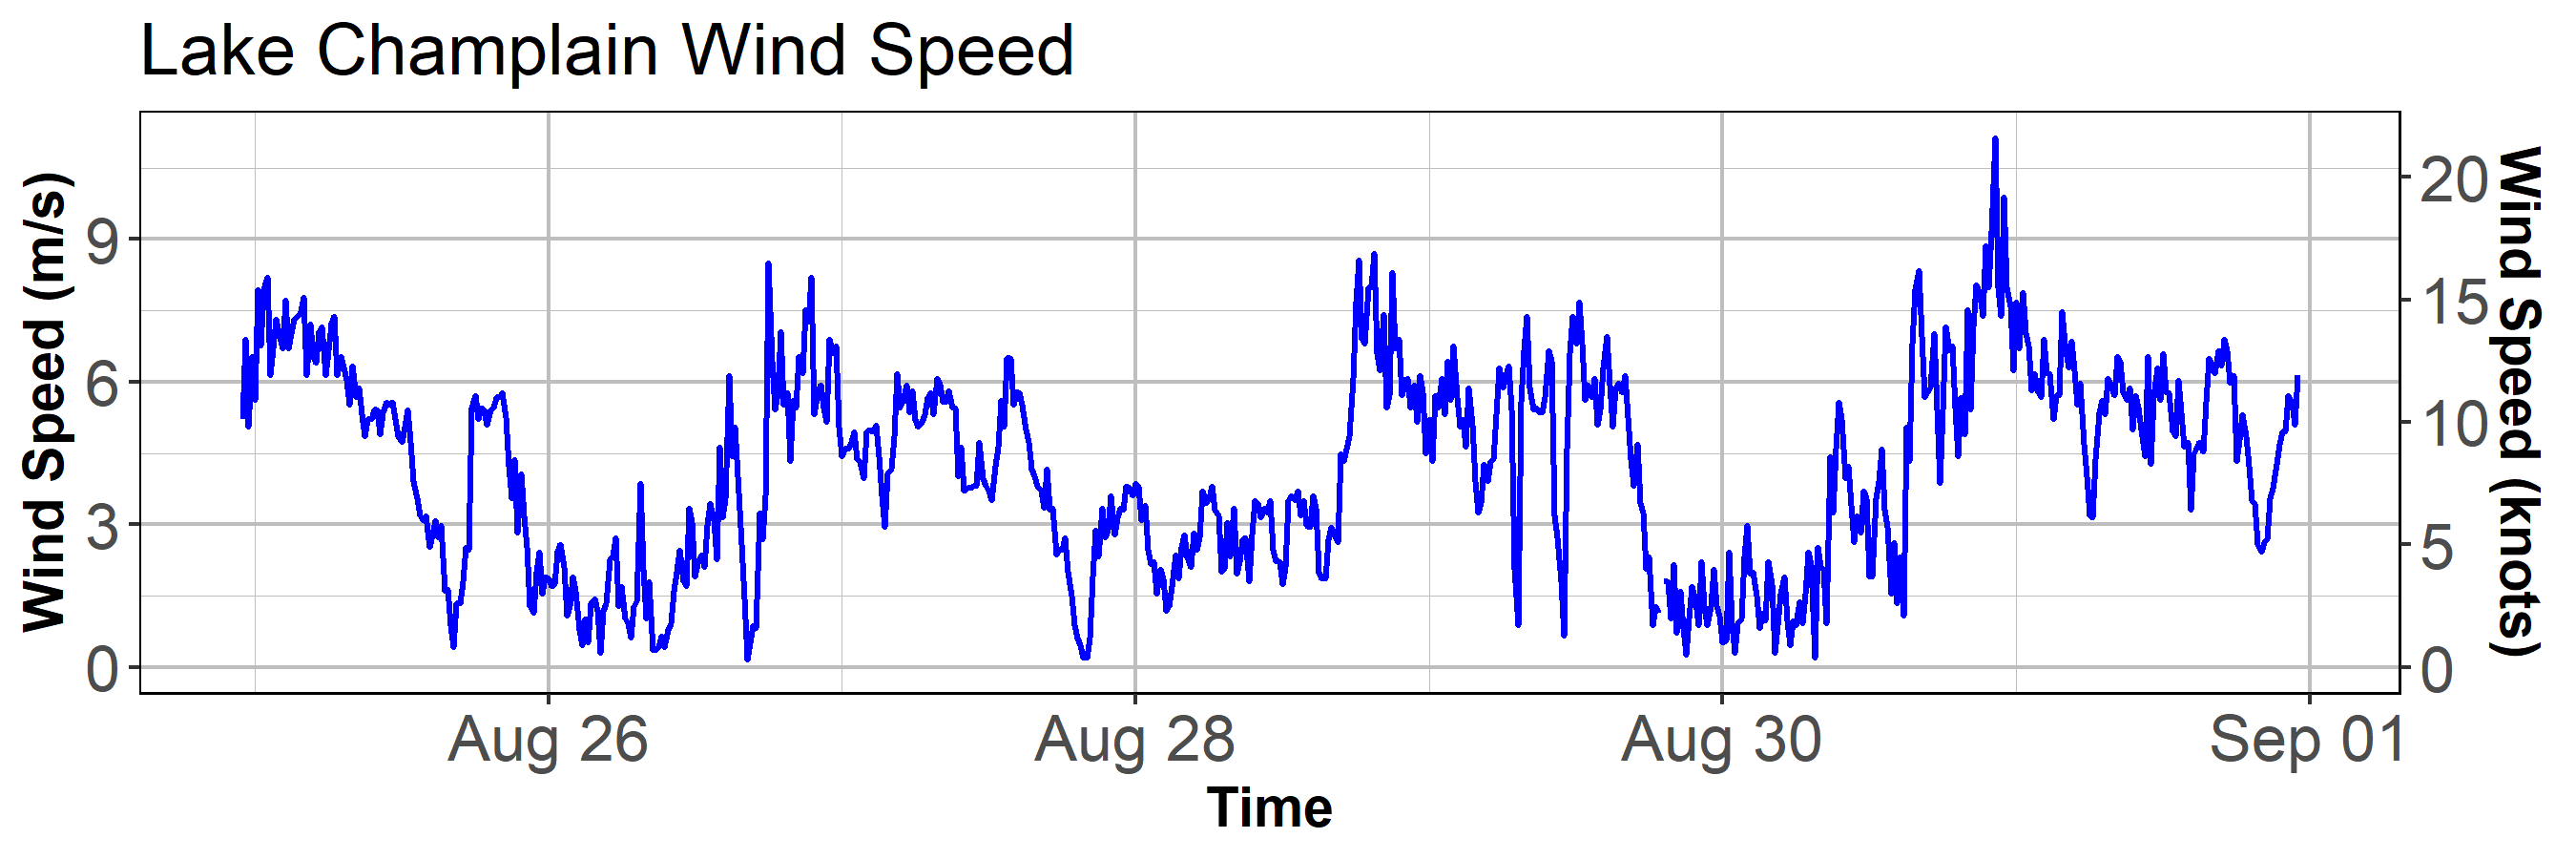 Lake Champlain Wind Speed
Wind Speed (m/s)
9
6
3
0
20
15
10
5
0
Wind Speed (knots)
Aug 26
Aug 28
Aug 30
Sep 01
Time